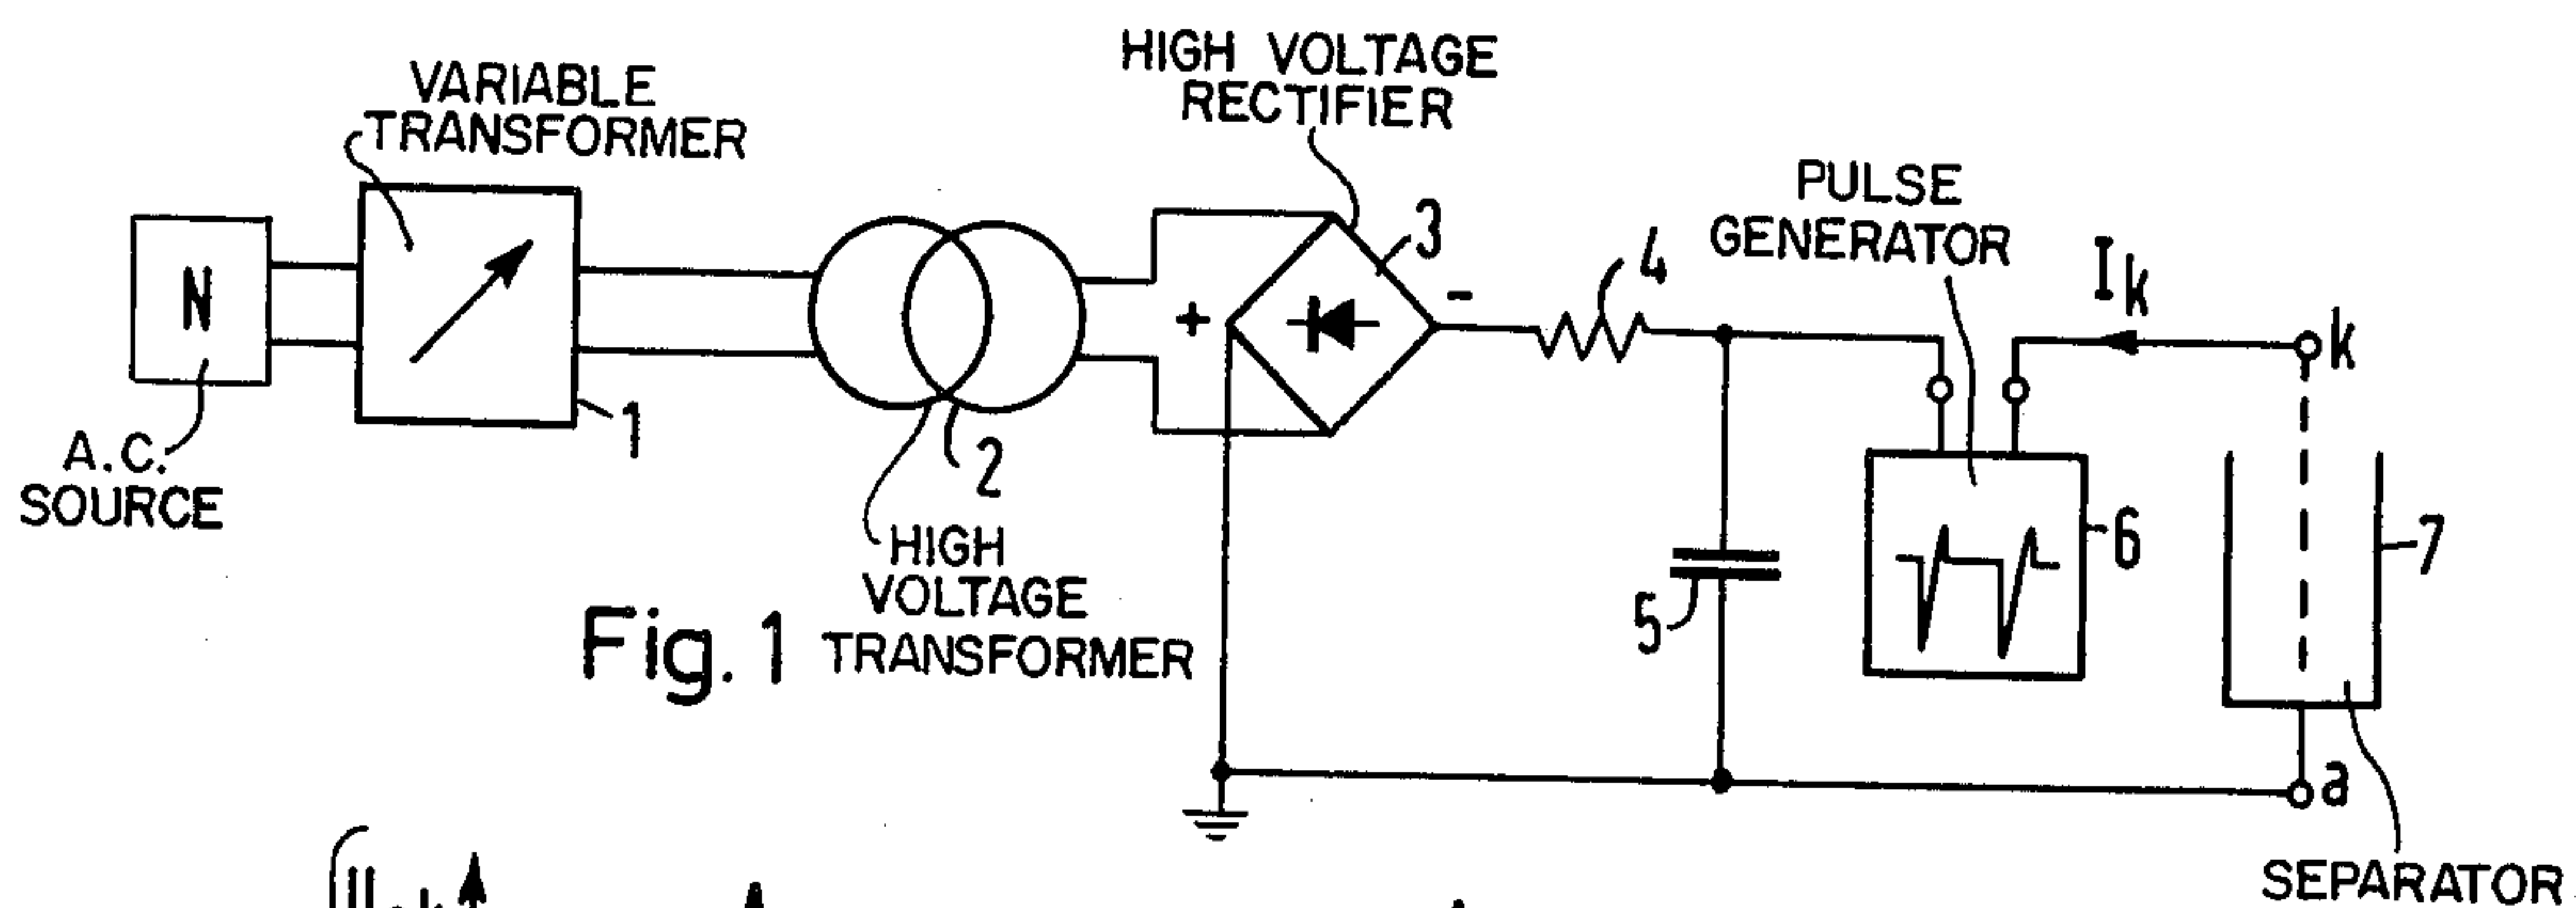 HIGH VOLTAGE
RECTIFIER
VARIABLE
TRANSFORMER
PULSE
GENERATOR
3
4
I k
N
+
-
k
1
2
A.C.
SOURCE
HIGH
VOLTAGE
TRANSFORMER
5
6
7
Fig. 1
a
SEPARATOR